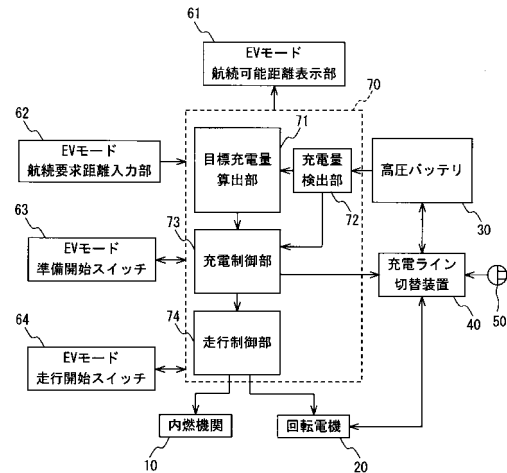 61
EVモード
航続可能距離表示部
70
62
EVモード
航続要求距離入力部
71
目標充電量
算出部
充電量
検出部
72
高圧バッテリ
30
63
EVモード
準備開始スイッチ
73
充電制御部
充電ライン
切替装置
40
50
64
EVモード
走行開始スイッチ
74
走行制御部
内燃機関
10
回転電機
20